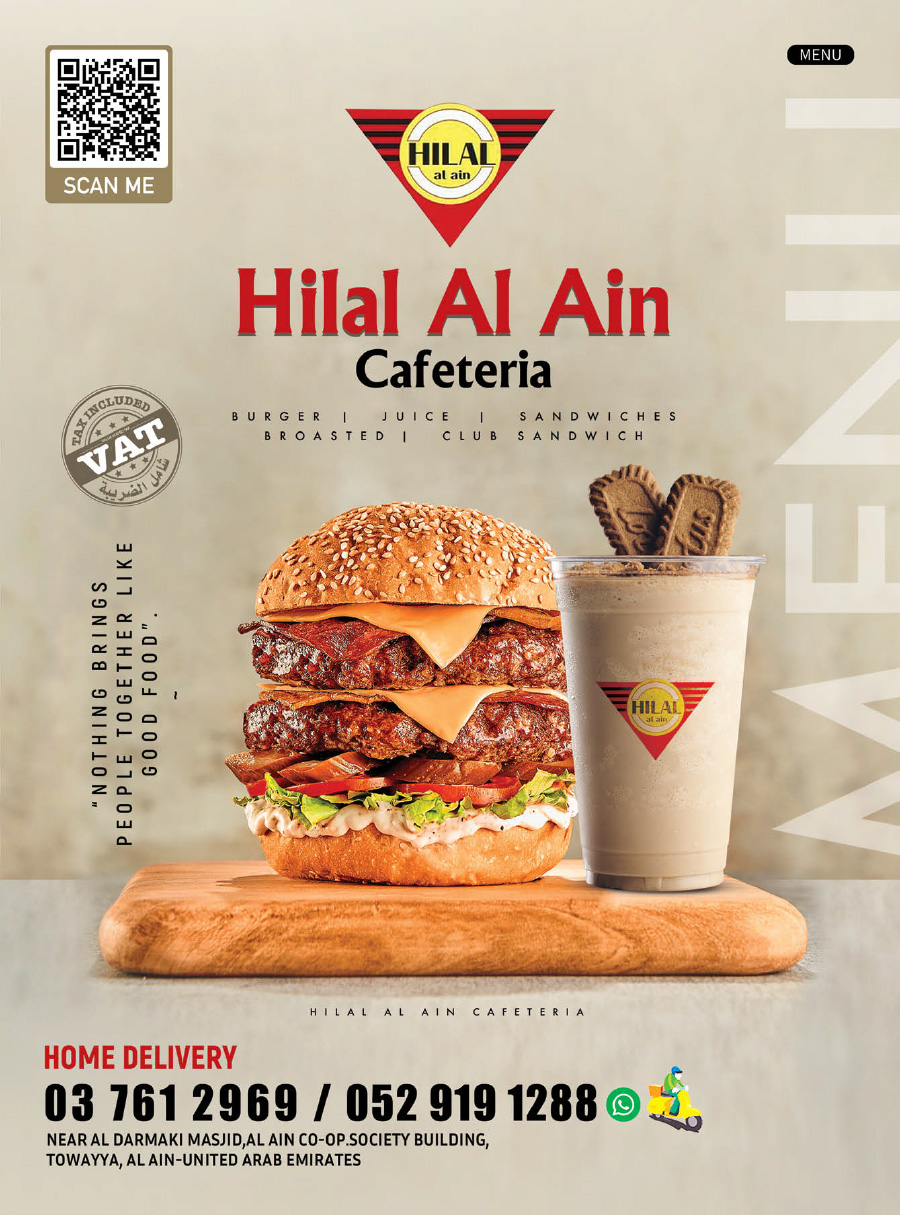 MENU
SCAN ME
HILAL
al ain
Hilal Al Ain
Cafeteria
BURGER | JUICE | SANDWICHES
BROASTED | CLUB SANDWICH
TAX INCLUDED
VAT
شامل الضريبة
"NOTHING BRINGS
PEOPLE TOGETHER LIKE
GOOD FOOD".
~
MENU
Lotus
HILAL
al ain
HILAL AL AIN CAFETERIA
HOME DELIVERY
03 761 2969 / 052 919 1288
NEAR AL DARMAKI MASJID,AL AIN CO-OP.SOCIETY BUILDING,
TOWAYYA, AL AIN-UNITED ARAB EMIRATES